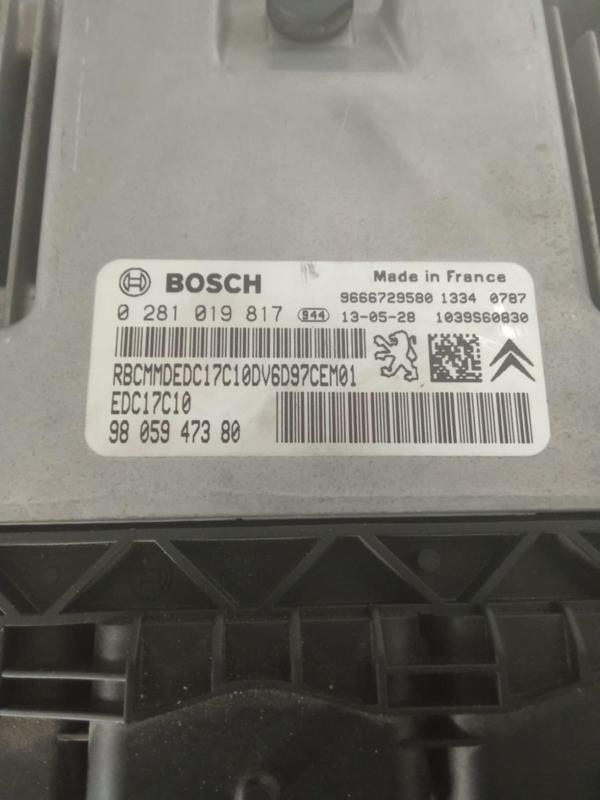 BOSCH
Made in France
9666729580 1334 0787
0 281 019 817 944 13-05-28 1039S60830
RBCMMDEDC17C10DV6D97CEM01
EDC17C10
98 059 473 80